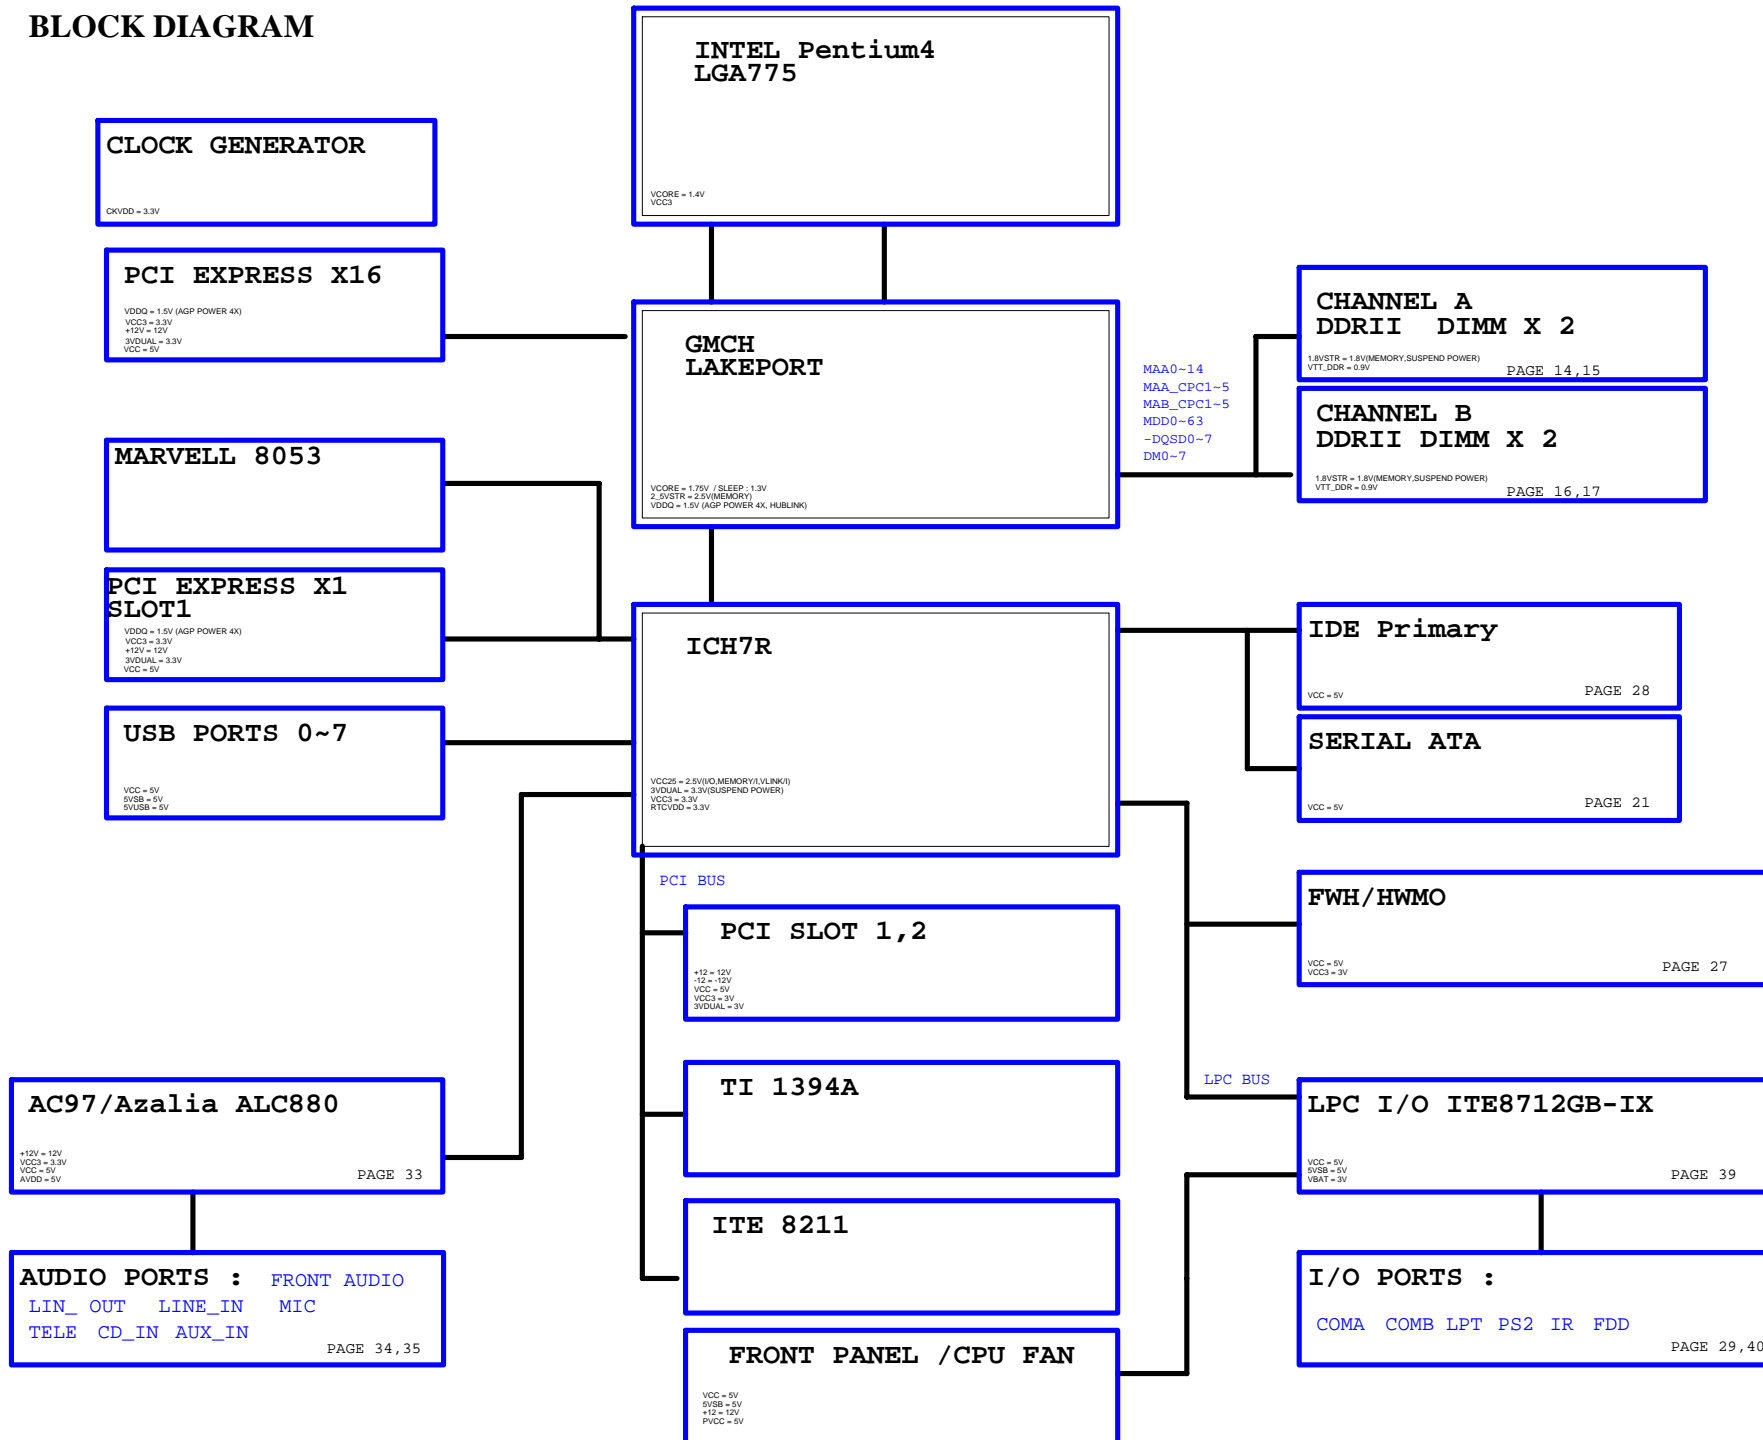 BLOCK DIAGRAM
INTEL Pentium4
LGA775
VCORE = 1.4V
VCC3
CLOCK GENERATOR
CKVDD = 3.3V
PCI EXPRESS X16
VDDQ = 1.5V (AGP POWER 4X)
VCC3 = 3.3V
+12V = 12V
3VDUAL = 3.3V
VCC = 5V
GMCH
LAKEPORT
VCORE = 1.75V / SLEEP : 1.3V
2_5VSTR = 2.5V(MEMORY)
VDDQ = 1.5V (AGP POWER 4X, HUBLINK)
MAA0~14
MAA_CPC1~5
MAB_CPC1~5
MDD0~63
-DQSD0~7
DM0~7
CHANNEL A
DDRII DIMM X 2
1.8VSTR = 1.8V(MEMORY,SUSPEND POWER)
VTT_DDR = 0.9V
PAGE 14,15
CHANNEL B
DDRII DIMM X 2
1.8VSTR = 1.8V(MEMORY,SUSPEND POWER)
VTT_DDR = 0.9V
PAGE 16,17
MARVELL 8053
PCI EXPRESS X1
SLOT1
VDDQ = 1.5V (AGP POWER 4X)
VCC3 = 3.3V
+12V = 12V
3VDUAL = 3.3V
VCC = 5V
USB PORTS 0~7
VCC = 5V
5VSB = 5V
5VUSB = 5V
ICH7R
VCC25 = 2.5V(I/O,MEMORY/I,VLINK/I)
3VDUAL = 3.3V(SUSPEND POWER)
VCC3 = 3.3V
RTCVDD = 3.3V
IDE Primary
VCC = 5V
PAGE 28
SERIAL ATA
VCC = 5V
PAGE 21
PCI BUS
PCI SLOT 1,2
+12 = 12V
-12 = -12V
VCC = 5V
VCC3 = 3V
3VDUAL = 3V
FWH/HWMO
VCC = 5V
VCC3 = 3V
PAGE 27
TI 1394A
LPC BUS
LPC I/O ITE8712GB-IX
VCC = 5V
5VSB = 5V
VBAT = 3V
PAGE 39
AC97/Azalia ALC880
+12V = 12V
VCC3 = 3.3V
VCC = 5V
AVDD = 5V
PAGE 33
ITE 8211
AUDIO PORTS : FRONT AUDIO
LIN_ OUT LINE_IN MIC
TELE CD_IN AUX_IN
PAGE 34,35
I/O PORTS :
COMA COMB LPT PS2 IR FDD
PAGE 29,40
FRONT PANEL /CPU FAN
VCC = 5V
5VSB = 5V
+12 = 12V
PVCC = 5V